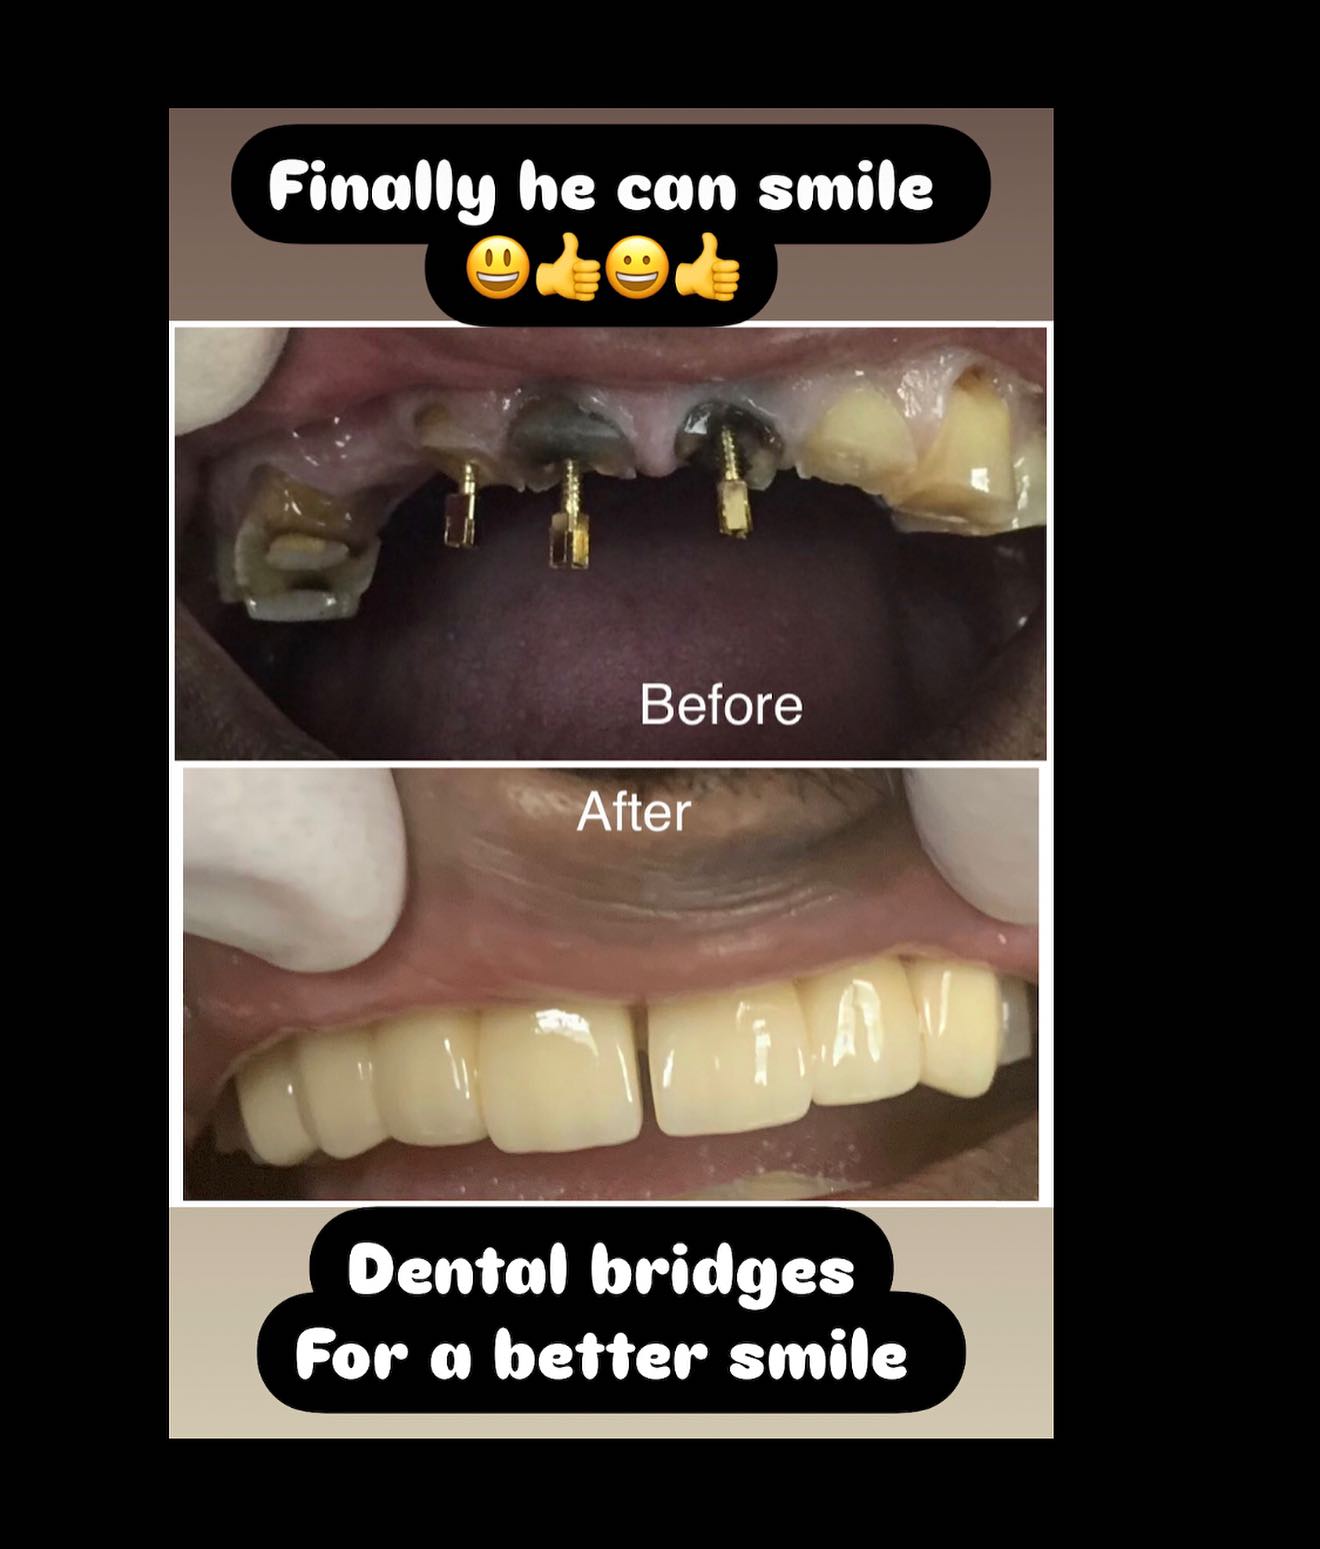 Finally he can smile
😃👍😀👍
Before
After
Dental bridges
For a better smile